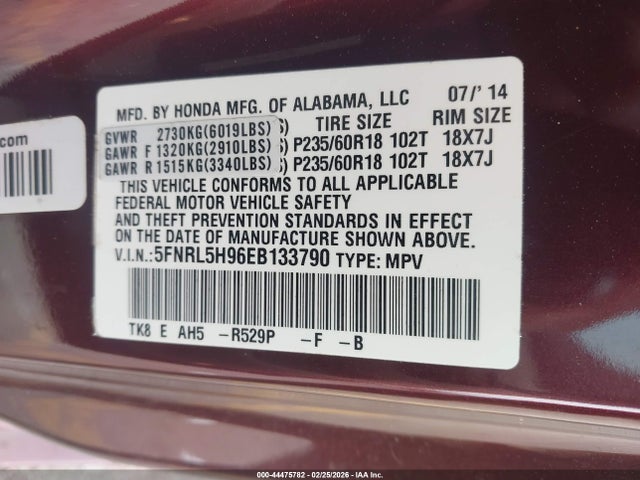 MFD. BY HONDA MFG. OF ALABAMA, LLC 07/'14
TIRE SIZE RIM SIZE
GVWR 2730KG(6019LBS)
GAWR F 1320KG(2910LBS) P235/60R18 102T 18X7J
GAWR R 1515KG(3340LBS) P235/60R18 102T 18X7J
THIS VEHICLE CONFORMS TO ALL APPLICABLE
FEDERAL MOTOR VEHICLE SAFETY
AND THEFT PREVENTION STANDARDS IN EFFECT
ON THE DATE OF MANUFACTURE SHOWN ABOVE.
V.I.N.:5FNRL5H96EB133790 TYPE: MPV
TK8 E AH5 -R529P -F -B
.com
000-44475782 - 02/25/2026 - IAA Inc.